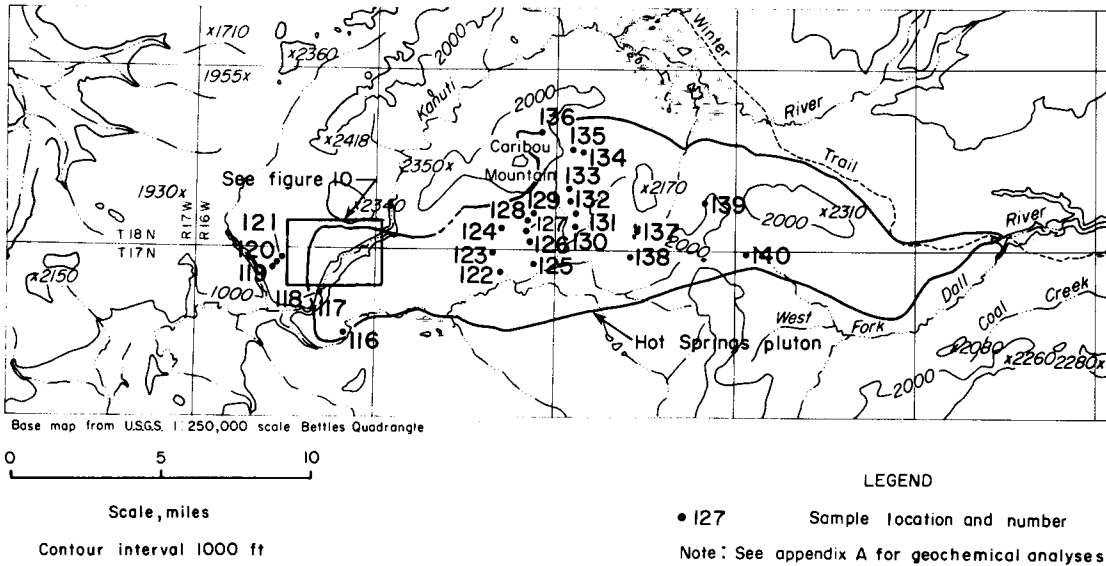 x1710
x2360
1955x
2000
Kanuti
Winter
River
Trail
2000
136
x2418
Caribou
Mountain
135
134
2350x
See figure 10
133
1930x
R17W
R16W
x2340
129
132
x2170
128
127
131
139
2000
x2310
121
124
126
130
137
River
T18N
T17N
120
123
2000
138
140
119
122
125
x2150
1000
118
117
Dall
116
West
Fork
Coal
Creek
Hot Springs pluton
x2080
x2260
2280x
2000
Base map from U.S.G.S. 1:250,000 scale Bettles Quadrangle
0 5 10
Scale, miles
Contour interval 1000 ft
LEGEND
• 127 Sample location and number
Note: See appendix A for geochemical analyses